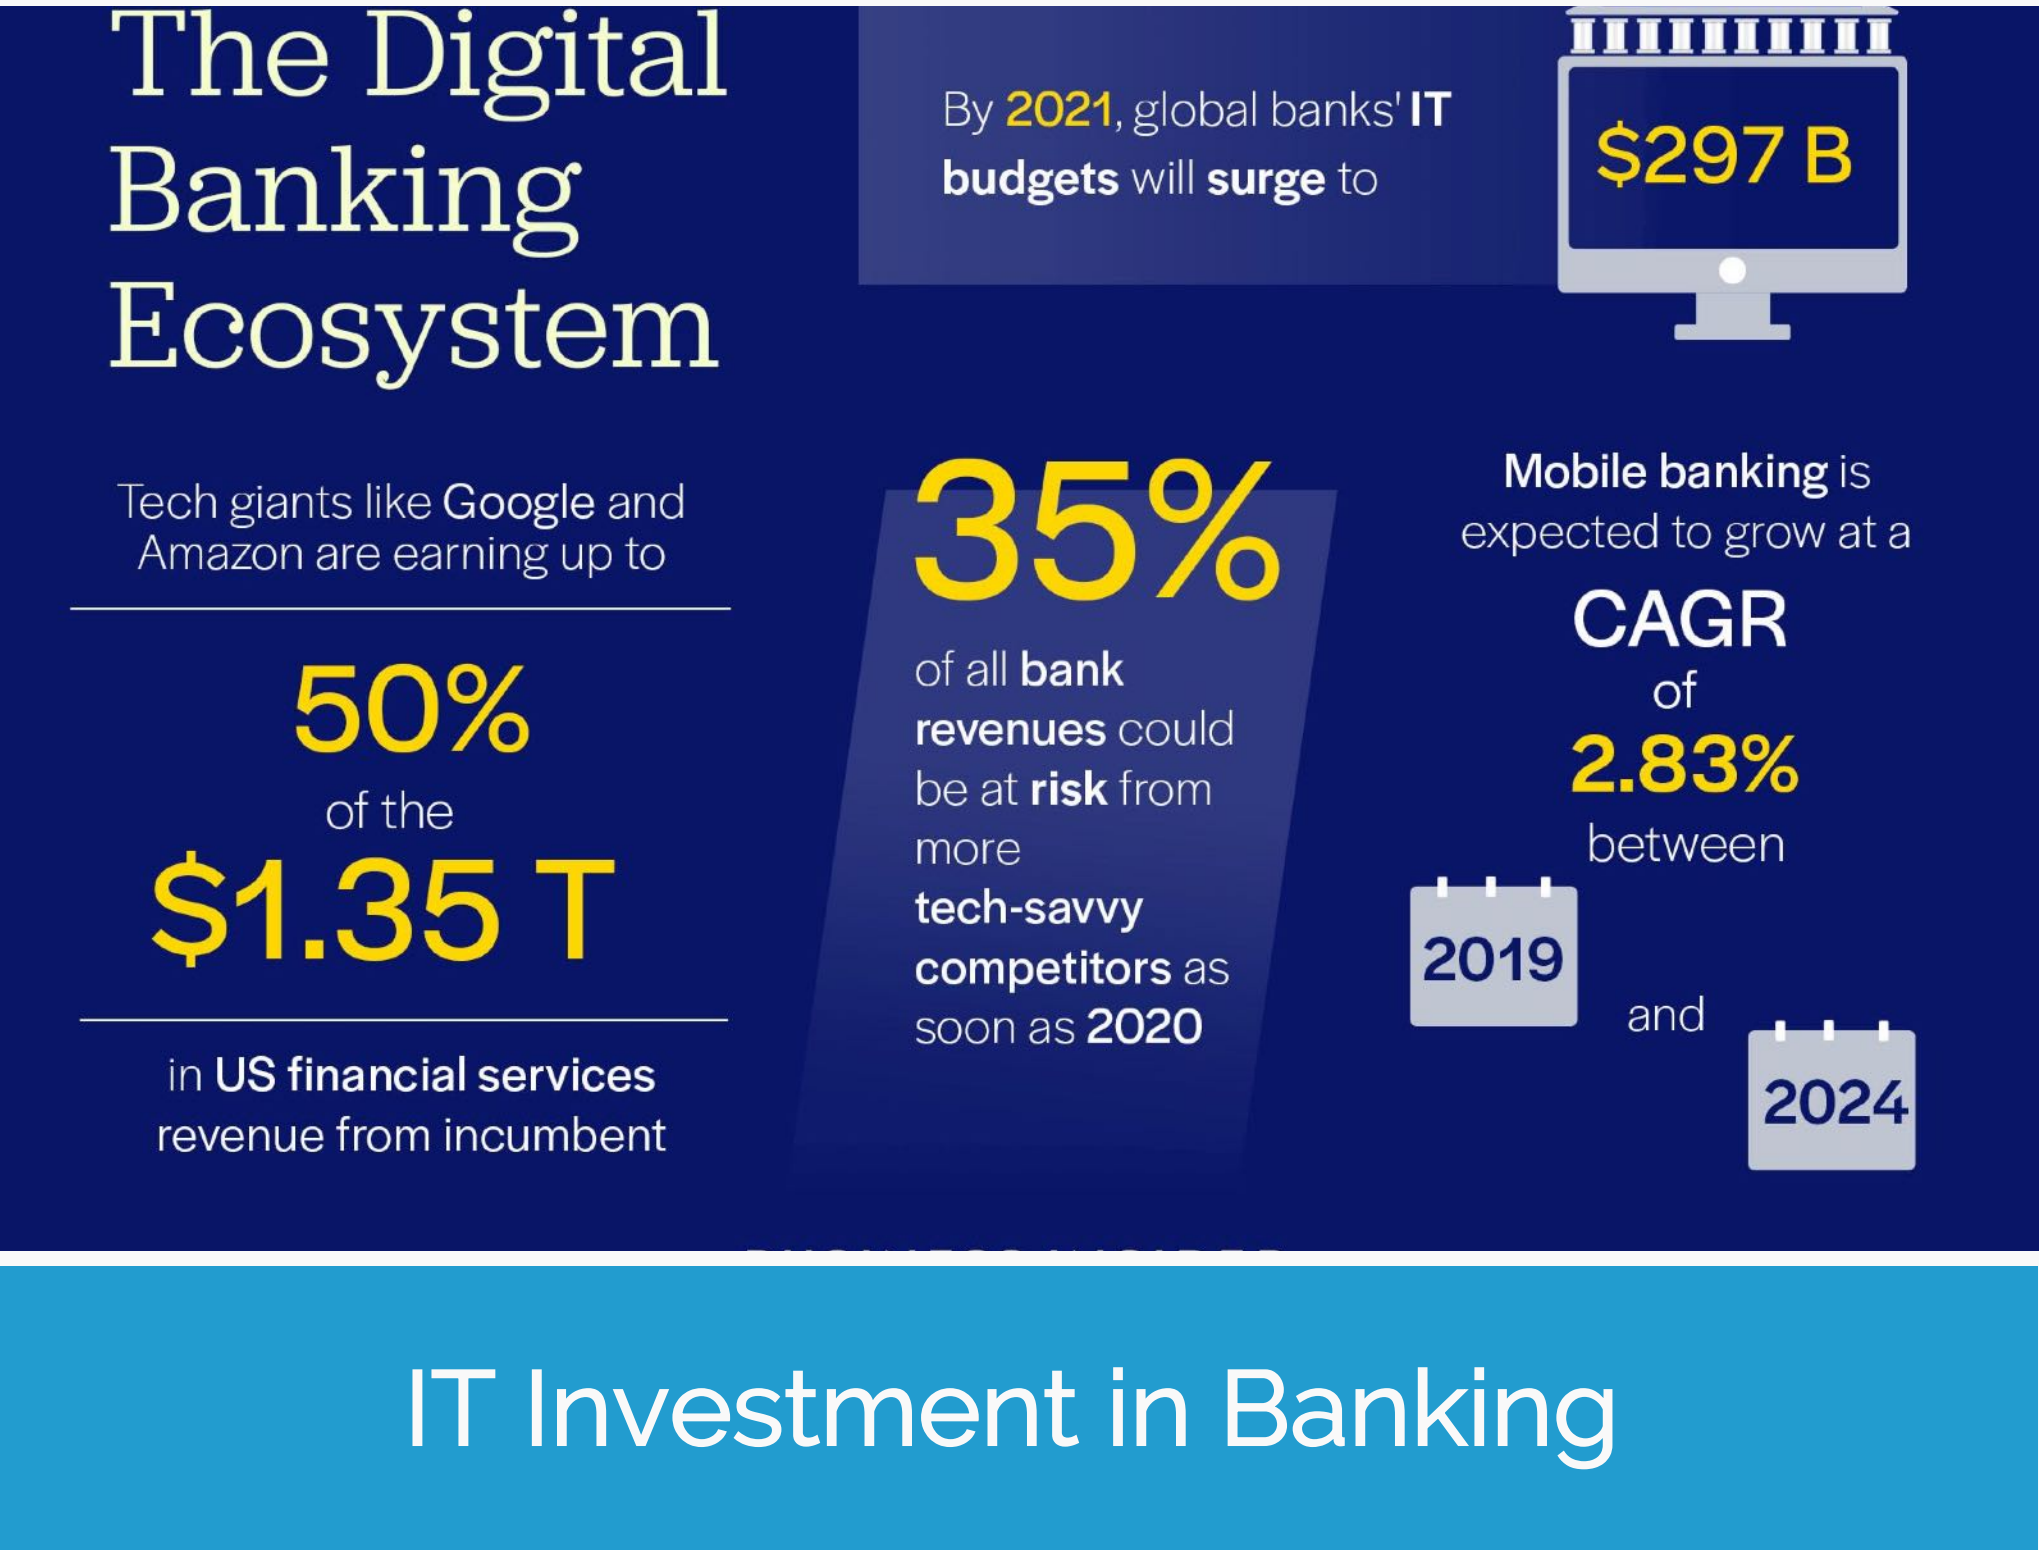 The Digital
Banking
Ecosystem
By 2021, global banks' IT
budgets will surge to
$297 B
Tech giants like Google and
Amazon are earning up to
50%
of the
$1.35 T
in US financial services
revenue from incumbent
35%
of all bank
revenues could
be at risk from
more
tech-savvy
competitors as
soon as 2020
Mobile banking is
expected to grow at a
CAGR
of
2.83%
between
2019
and
2024
IT Investment in Banking